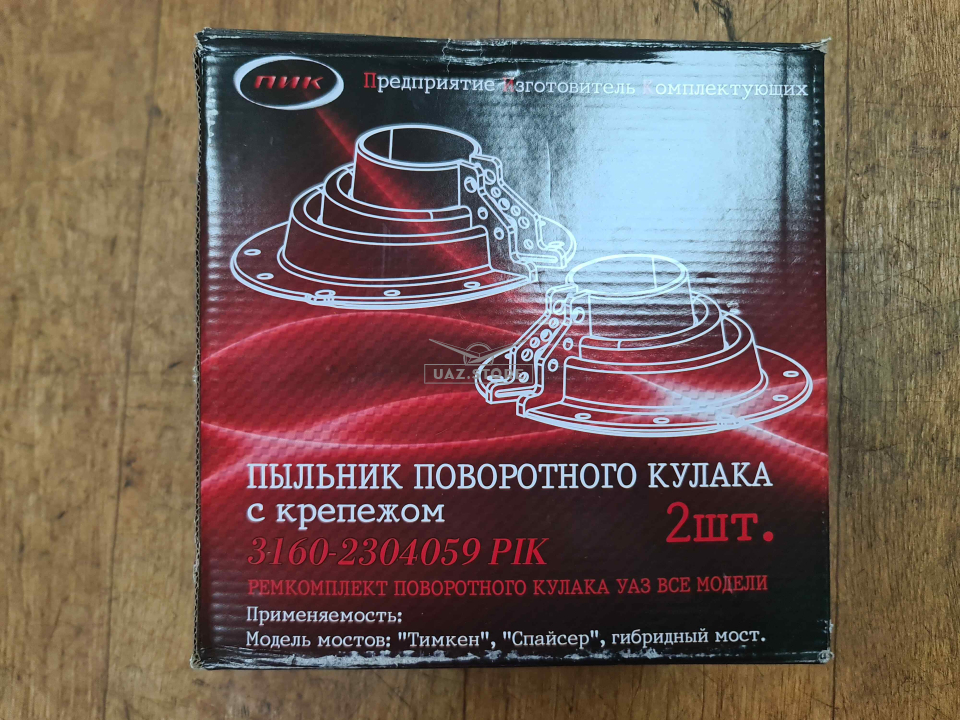 ПИК
Предприятие Изготовитель Комплектующих
UAZ.STORE
ПЫЛЬНИК ПОВОРОТНОГО КУЛАКА
с крепежом
2шт.
3160-2304059 PIK
РЕМКОМПЛЕКТ ПОВОРОТНОГО КУЛАКА УАЗ ВСЕ МОДЕЛИ
Применяемость:
Модель мостов: "Тимкен", "Спайсер", гибридный мост.